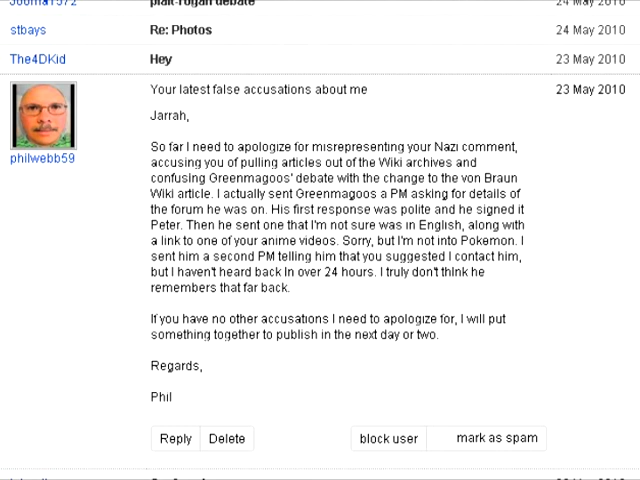 plait-rogan debate
24 May 2010
stbays
Re: Photos
24 May 2010
The4DKid
Hey
23 May 2010
Your latest false accusations about me
23 May 2010
Jarrah,
philwebb59
So far I need to apologize for misrepresenting your Nazi comment,
accusing you of pulling articles out of the Wiki archives and
confusing Greenmagoos' debate with the change to the von Braun
Wiki article. I actually sent Greenmagoos a PM asking for details of
the forum he was on. His first response was polite and he signed it
Peter. Then he sent one that I'm not sure was in English, along with
a link to one of your anime videos. Sorry, but I'm not into Pokemon. I
sent him a second PM telling him that you suggested I contact him,
but I haven't heard back In over 24 hours. I truly don't think he
remembers that far back.
If you have no other accusations I need to apologize for, I will put
something together to publish in the next day or two.
Regards,
Phil
Reply Delete block user mark as spam